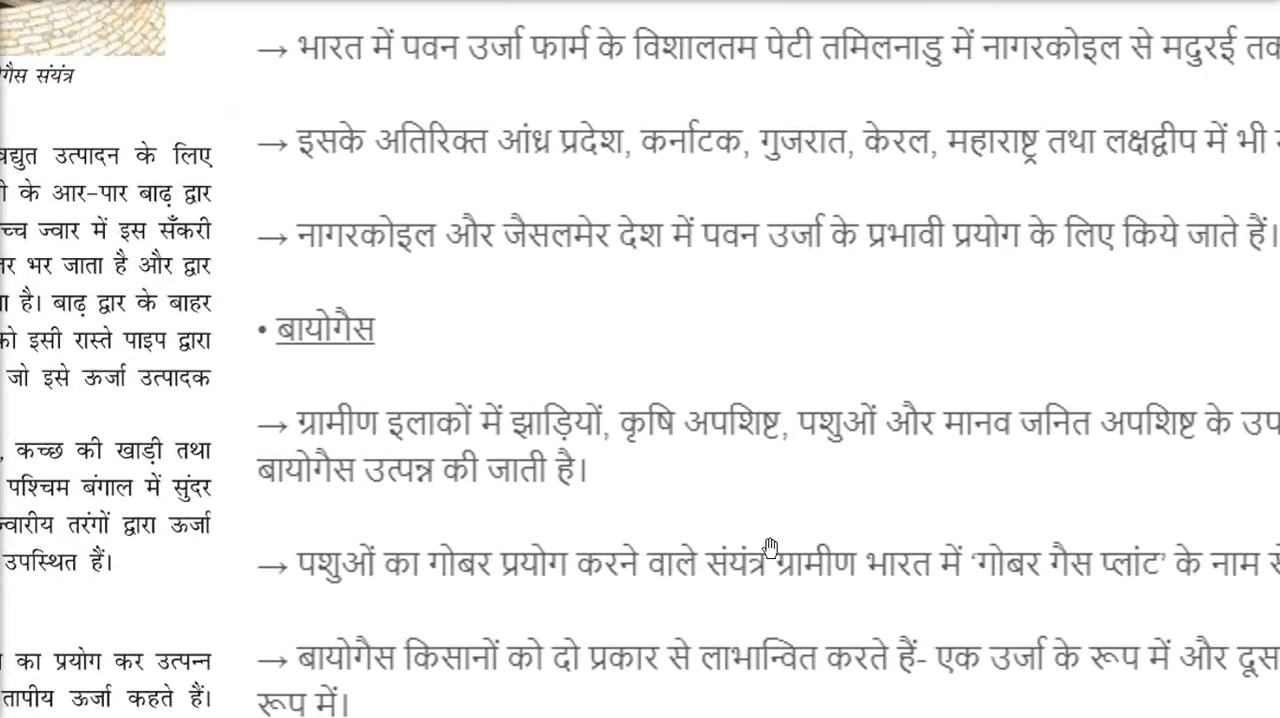 गैस संयंत्र
उत्पादन के लिए
के आर-पार बाढ़ द्वार
ज्वार में इस सँकरी
भर जाता है और द्वार
है। बाढ़ द्वार के बाहर
इसी रास्ते पाइप द्वारा
जो इसे ऊर्जा उत्पादक
, कच्छ की खाड़ी तथा
पश्चिम बंगाल में सुंदर
तरंगों द्वारा ऊर्जा
उपस्थित हैं।
का प्रयोग कर उत्पन्न
तापीय ऊर्जा कहते हैं।
→ भारत में पवन उर्जा फार्म के विशालतम पेटी तमिलनाडु में नागरकोइल से मदुरई
→ इसके अतिरिक्त आंध्र प्रदेश, कर्नाटक, गुजरात, केरल, महाराष्ट्र तथा लक्षद्वीप में भी
→ नागरकोइल और जैसलमेर देश में पवन उर्जा के प्रभावी प्रयोग के लिए किये जाते हैं।
• बायोगैस
→ ग्रामीण इलाकों में झाड़ियों, कृषि अपशिष्ट, पशुओं और मानव जनित अपशिष्ट के
बायोगैस उत्पन्न की जाती है।
→ पशुओं का गोबर प्रयोग करने वाले संयंत्र ग्रामीण भारत में ‘गोबर गैस प्लांट’ के नाम
→ बायोगैस किसानों को दो प्रकार से लाभान्वित करते हैं- एक उर्जा के रूप में और
रूप में।